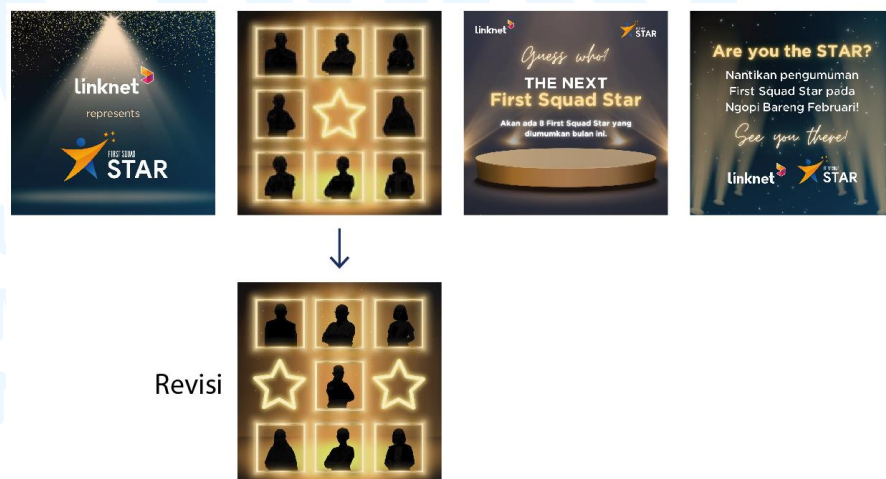 linknet
represents
FIRST SQUAD
STAR
linknet
STAR
Guess who?
THE NEXT
First Squad Star
Akan ada 8 First Squad Star yang
diumumkan bulan ini.
Are you the STAR?
Nantikan pengumuman
First Squad Star pada
Ngopi Bareng Februari!
See you there!
linknet
STAR
Revisi